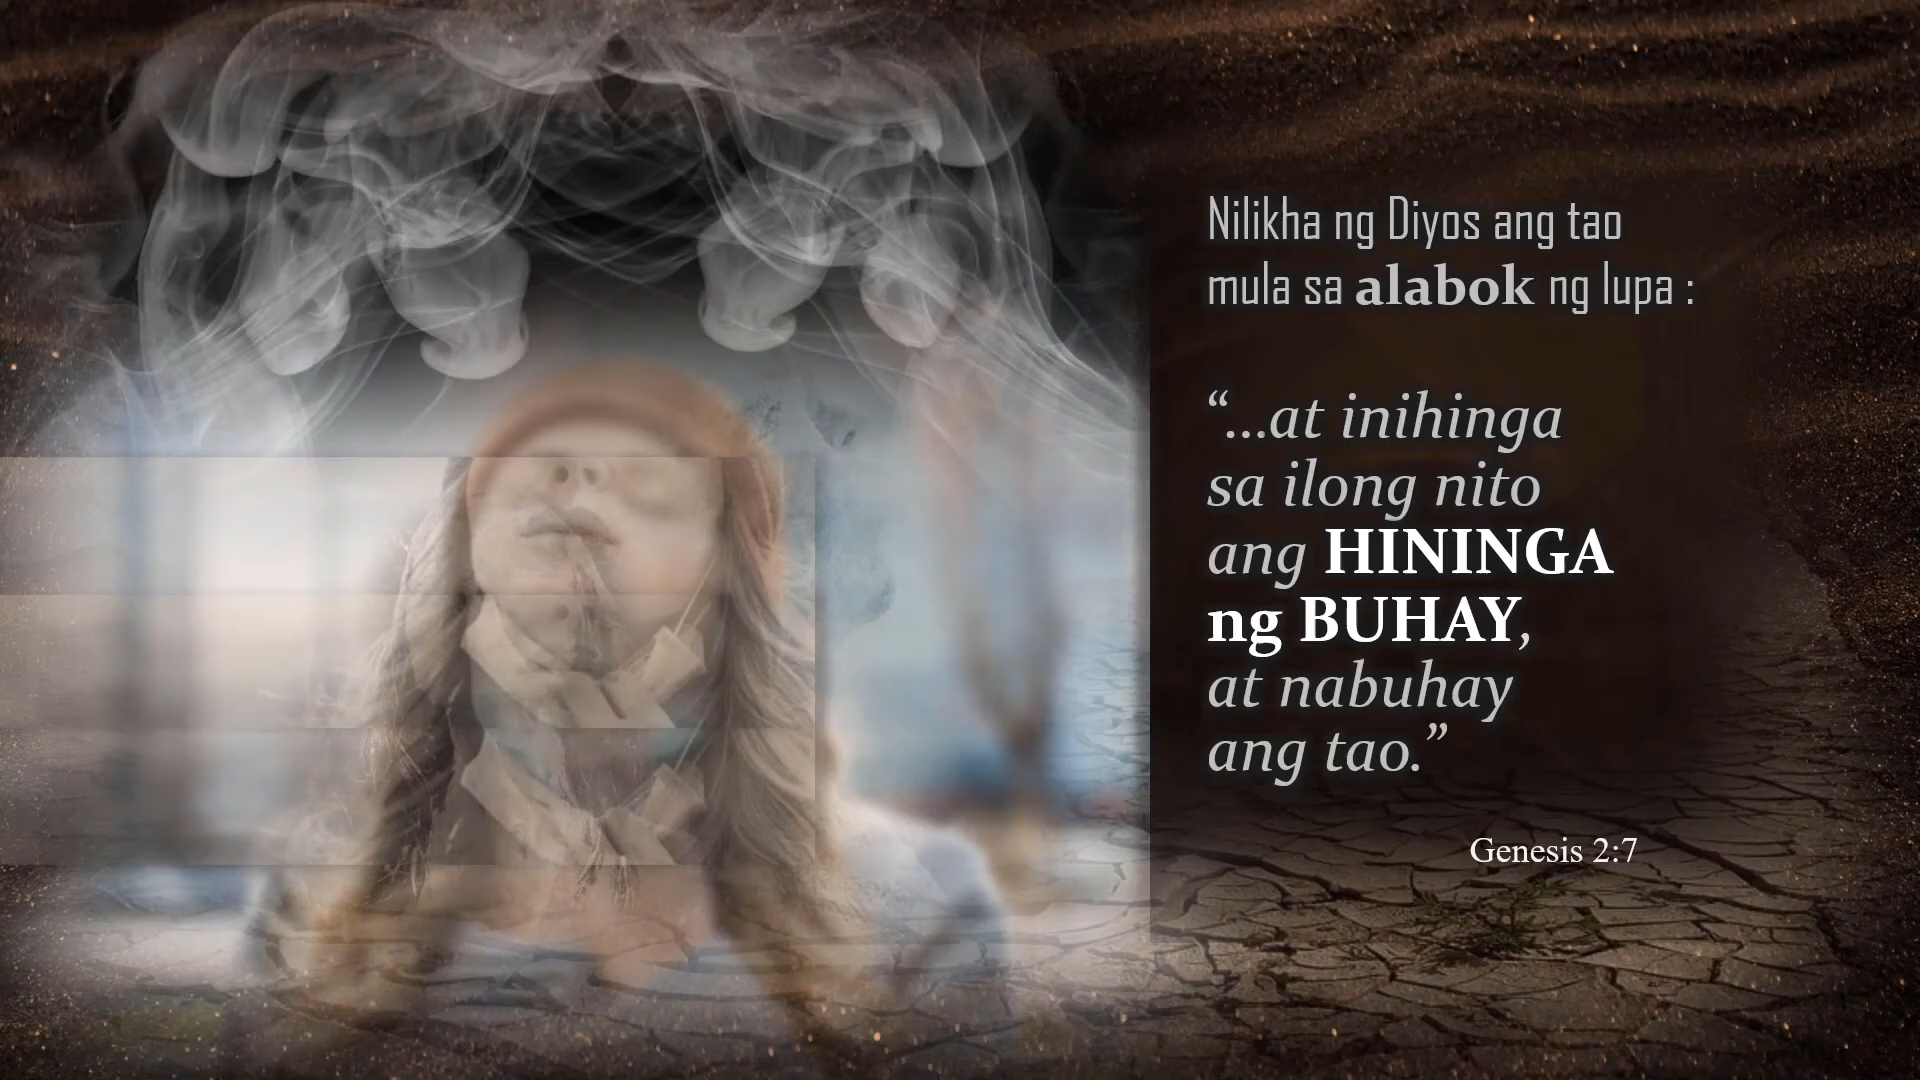 Nilikha ng Diyos ang tao
mula sa alabok ng lupa :
“...at inihinga
sa ilong nito
ang HININGA
ng BUHAY,
at nabuhay
ang tao.”
Genesis 2:7